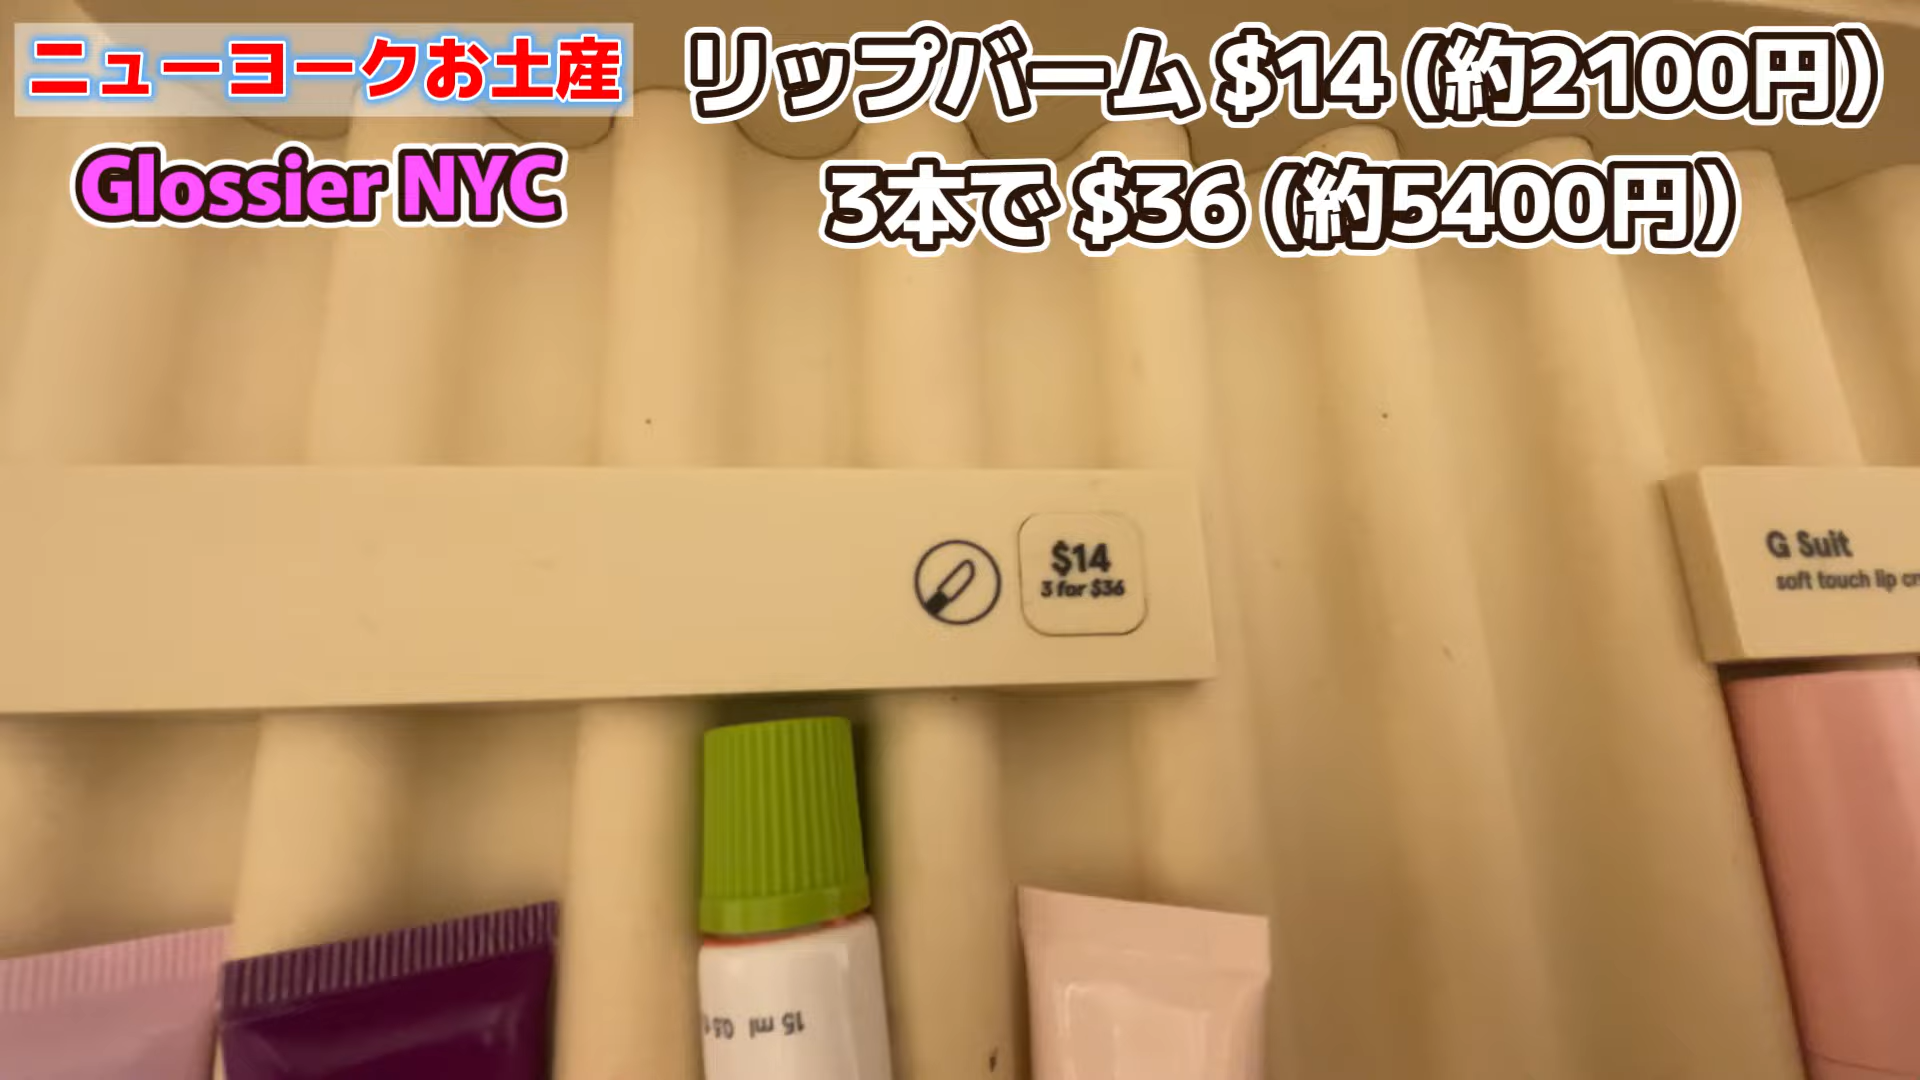 ニューヨークお土産
リップバーム $14 (約2100円)
Glossier NYC
3本で $36 (約5400円)
$14
3 for $36
G Suit
soft touch lip
15 ml